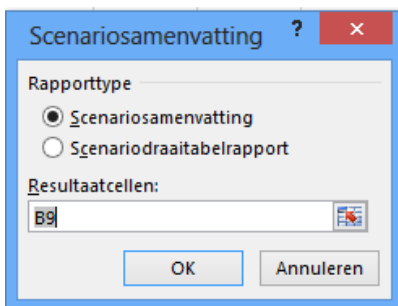 Scenariosamenvatting ? ×
Rapporttype
Scenariosamenvatting
Scenariodraaitabelrapport
Resultaatcellen:
B9
OK Annuleren